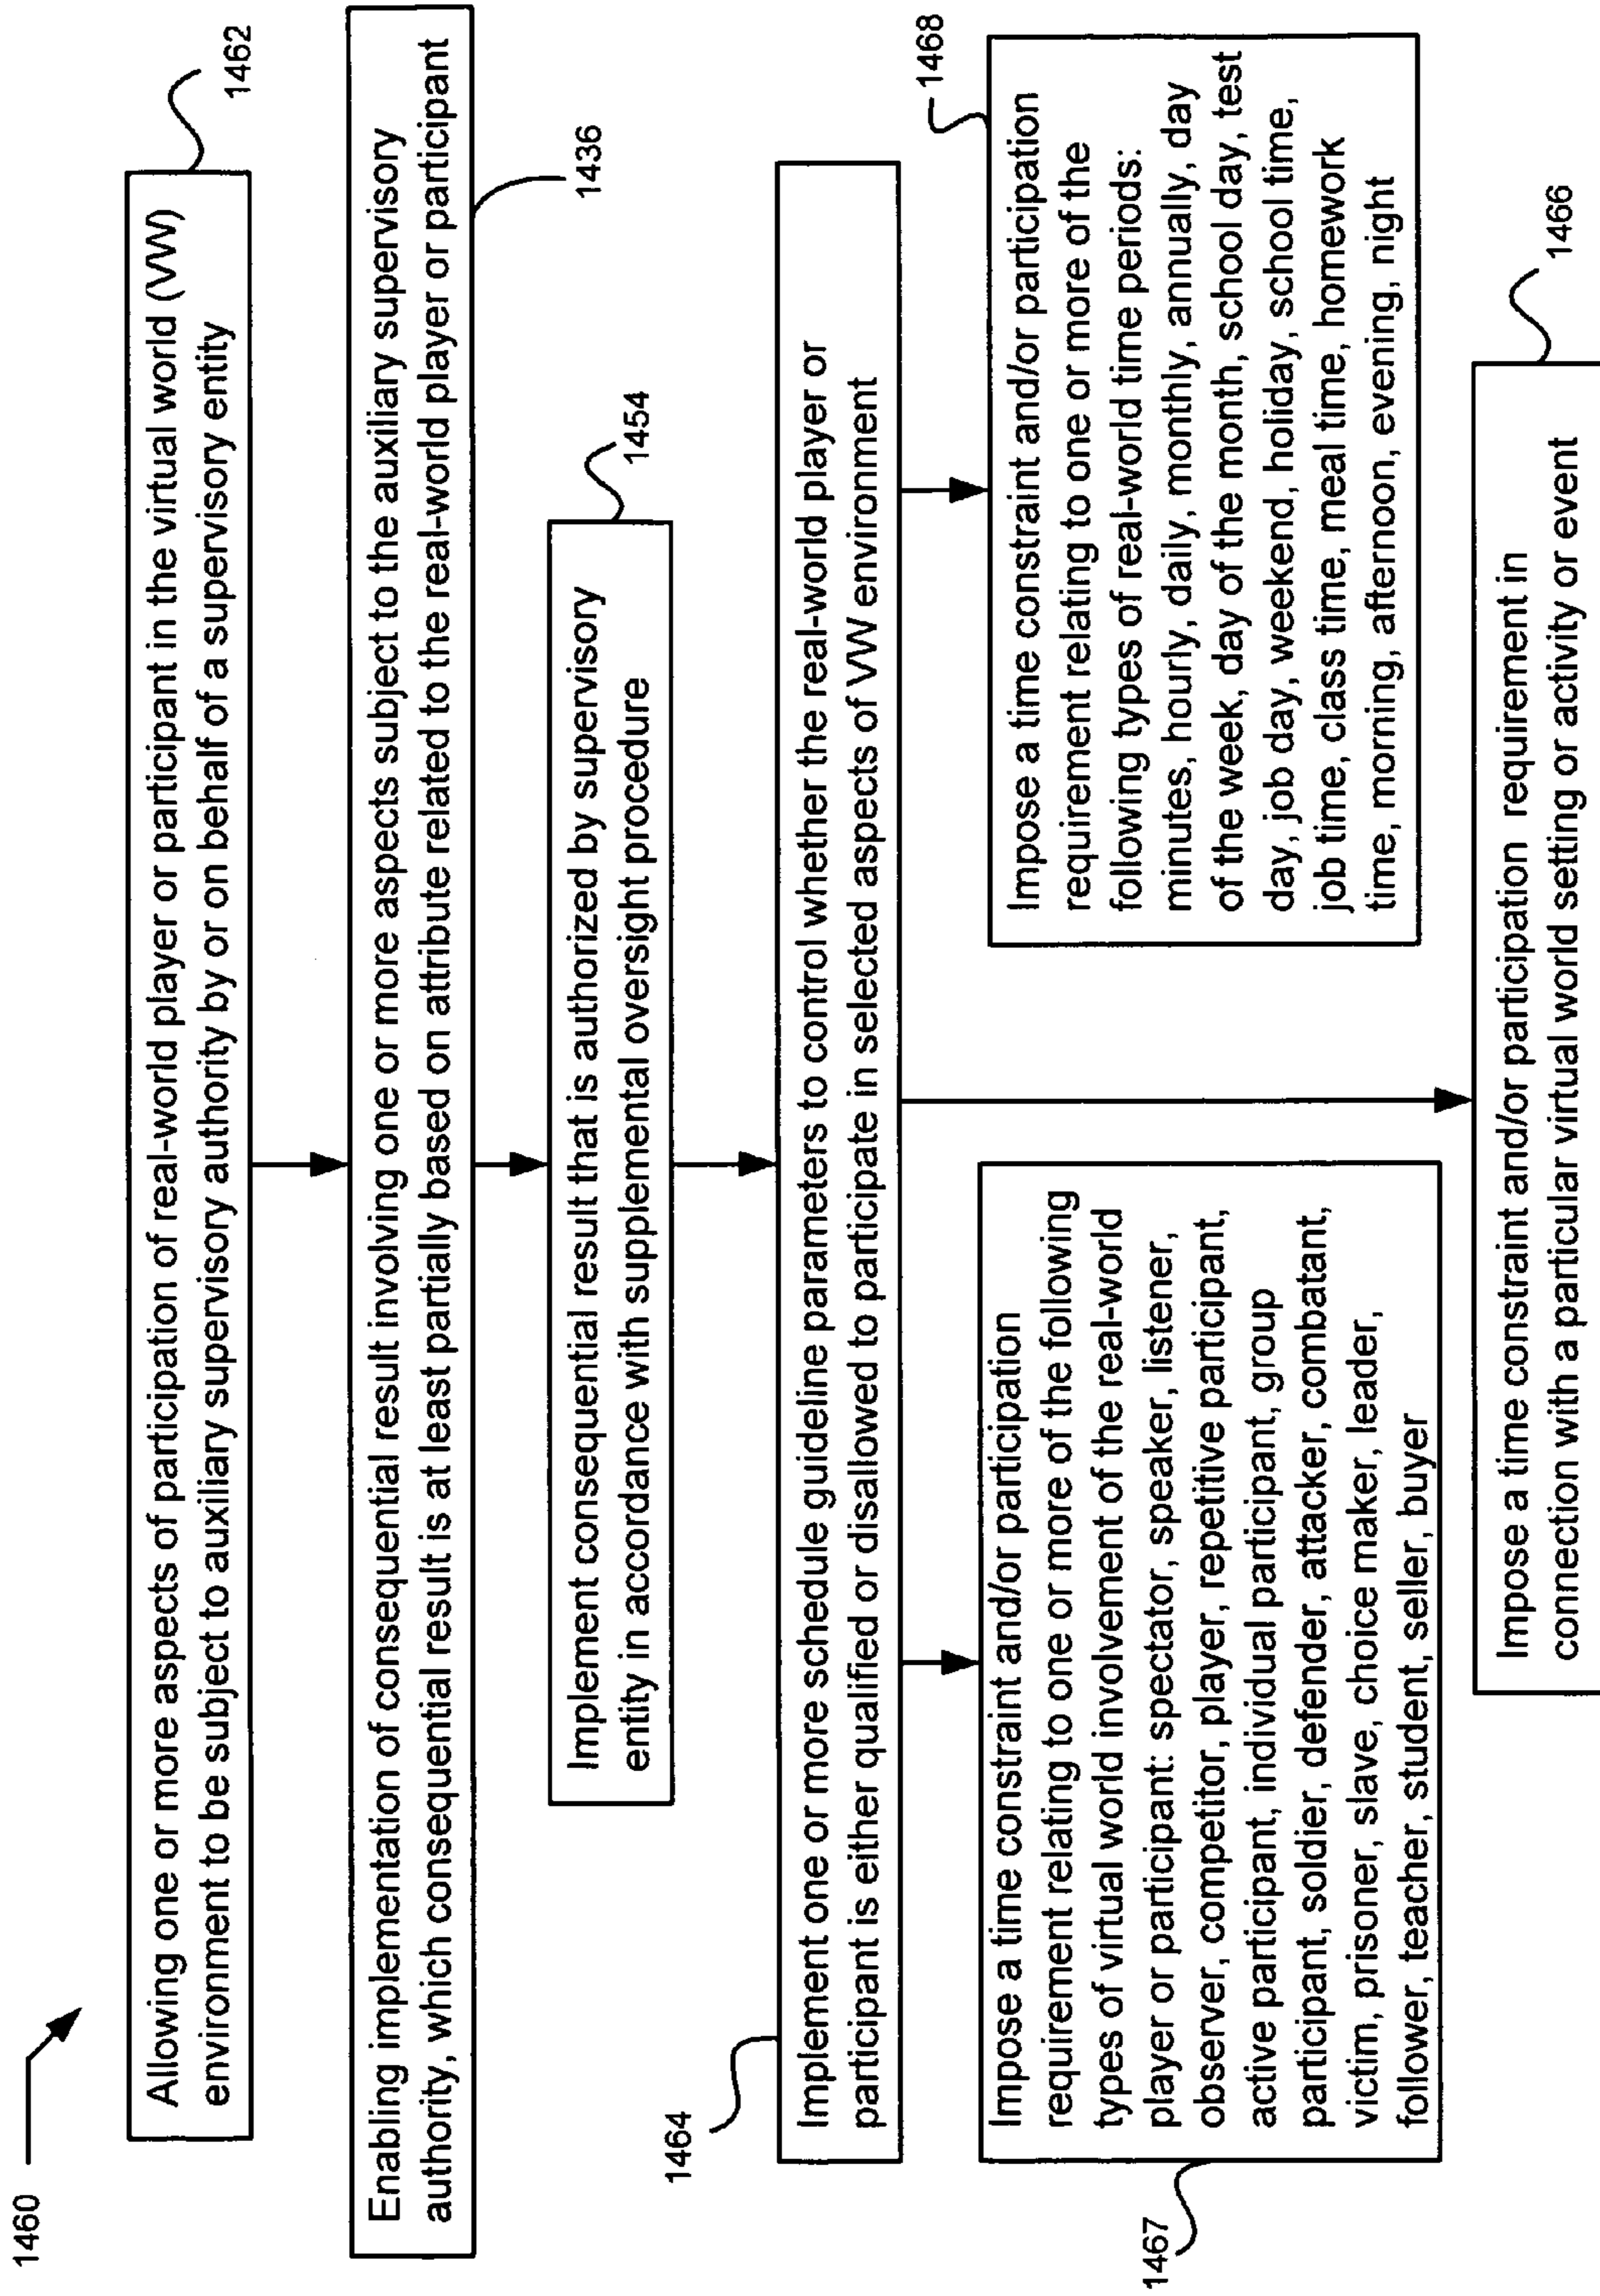 1460
Allowing one or more aspects of participation of real-world player or participant in the virtual world (VW)
environment to be subject to auxiliary supervisory authority by or on behalf of a supervisory entity
1462
Enabling implementation of consequential result involving one or more aspects subject to the auxiliary supervisory
authority, which consequential result is at least partially based on attribute related to the real-world player or participant
1436
Implement consequential result that is authorized by supervisory
entity in accordance with supplemental oversight procedure
1454
1464
Implement one or more schedule guideline parameters to control whether the real-world player or
participant is either qualified or disallowed to participate in selected aspects of VW environment
1467
Impose a time constraint and/or participation
requirement relating to one or more of the following
types of virtual world involvement of the real-world
player or participant: spectator, speaker, listener,
observer, competitor, player, repetitive participant,
active participant, individual participant, group
participant, soldier, defender, attacker, combatant,
victim, prisoner, slave, choice maker, leader,
follower, teacher, student, seller, buyer
1468
Impose a time constraint and/or participation
requirement relating to one or more of the
following types of real-world time periods:
minutes, hourly, daily, monthly, annually, day
of the week, day of the month, school day, test
day, job day, weekend, holiday, school time,
job time, class time, meal time, homework
time, morning, afternoon, evening, night
1466
Impose a time constraint and/or participation requirement in
connection with a particular virtual world setting or activity or event